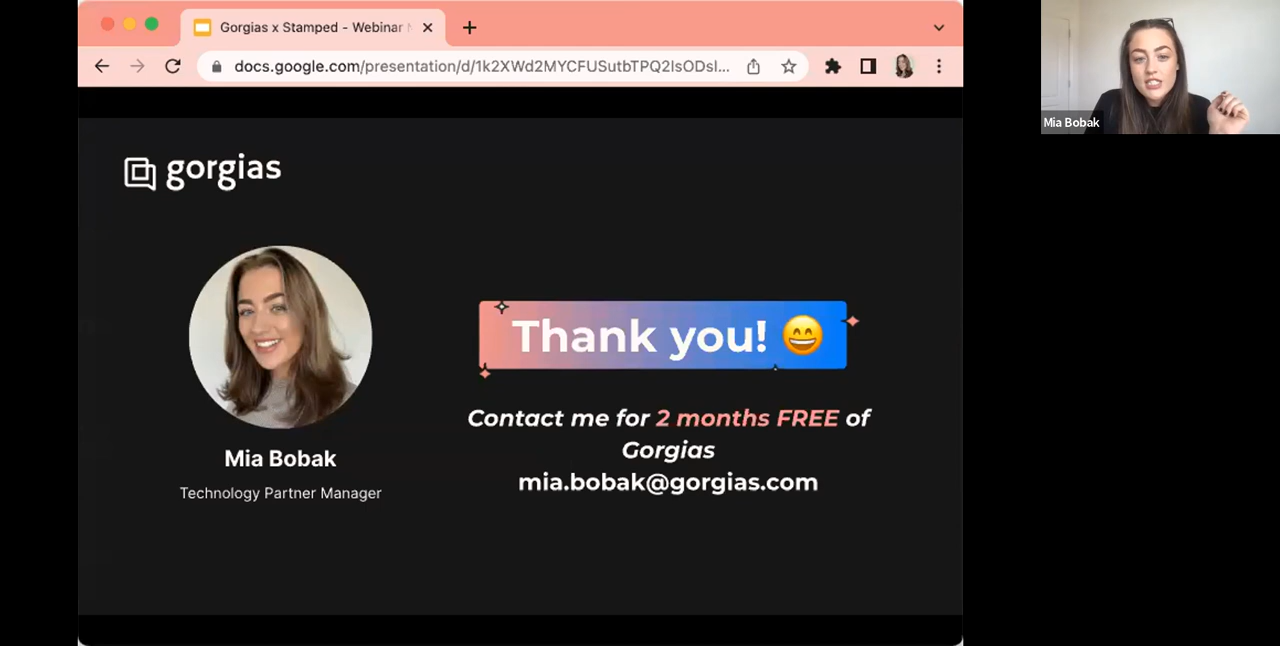 Gorgias x Stamped - Webinar
docs.google.com/presentation/d/1k2XWd2MYCFUSutbTPQ2IsODsI...
Mia Bobak
gorgias
Thank you! 😄
Contact me for 2 months FREE of
Gorgias
mia.bobak@gorgias.com
Mia Bobak
Technology Partner Manager